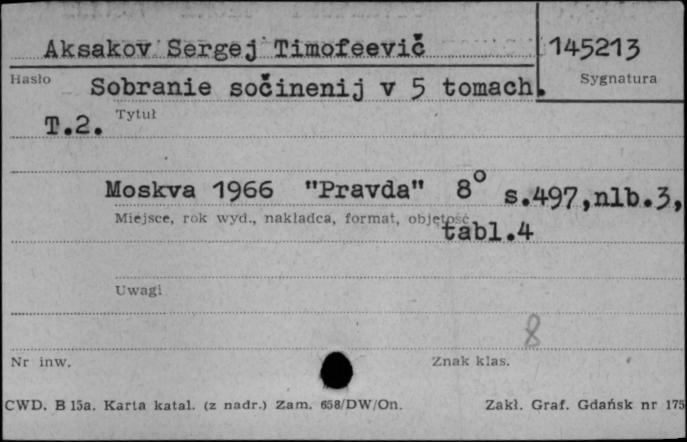 Aksakov Sergej Timofeevič 145213
Hasło Sygnatura
Sobranie sočinenij v 5 tomach.
T.2. Tytuł
Moskva 1966 "Pravda" 8° s.497,nlb.3,
Miejsce, rok wyd., nakładca, format, objętość
tabl.4
Uwagi
8
Nr inw. Znak klas.
CWD. B 15a. Karta katal. (z nadr.) Zam. 658/DW/On. Zakł. Graf. Gdańsk nr 175